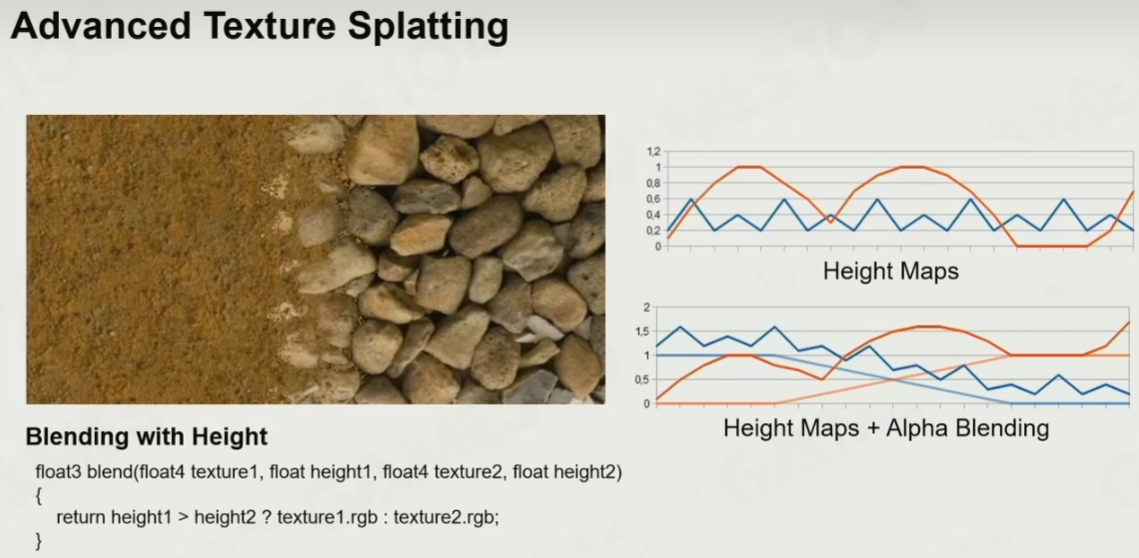 Advanced Texture Splatting
1,2
1
0,8
0,6
0,4
0,2
0
Height Maps
2
1,5
1
0,5
0
Height Maps + Alpha Blending
Blending with Height
float3 blend(float4 texture1, float height1, float4 texture2, float height2)
{
return height1 > height2 ? texture1.rgb : texture2.rgb;
}